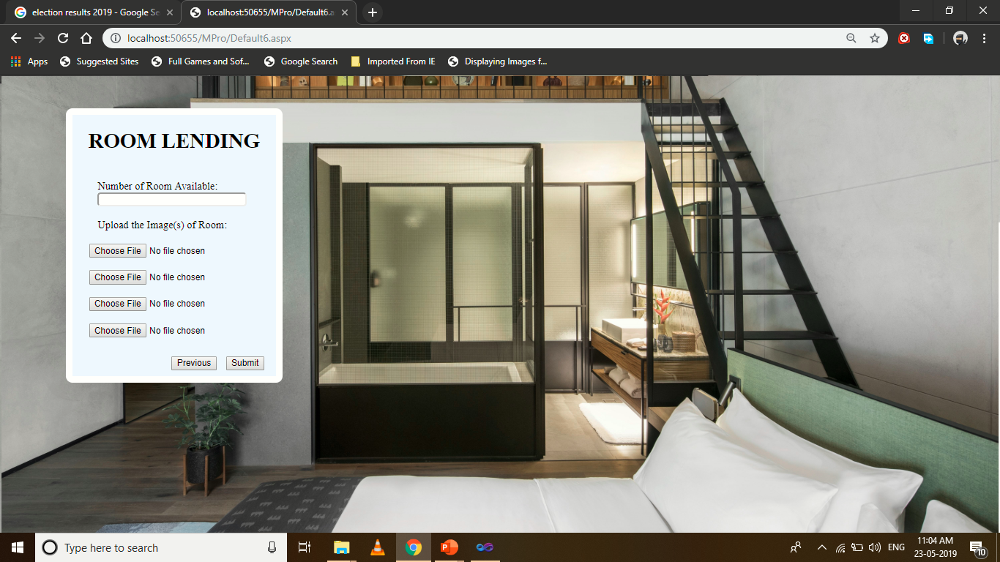 election results 2019 - Google Se
localhost:50655/MPro/Default6.a
localhost:50655/MPro/Default6.aspx
Apps Suggested Sites Full Games and Sof... Google Search Imported From IE Displaying Images f...
ROOM LENDING
Number of Room Available:
Upload the Image(s) of Room:
Choose File No file chosen
Choose File No file chosen
Choose File No file chosen
Choose File No file chosen
Previous Submit
Type here to search
ENG
11:04 AM
23-05-2019
10